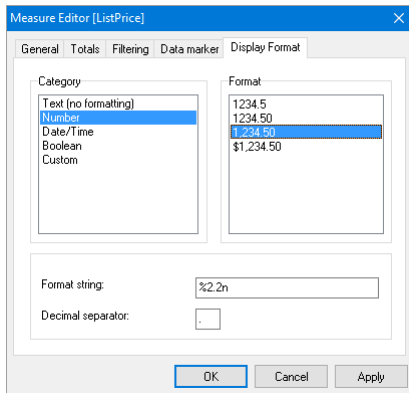 Measure Editor [ListPrice]
General Totals Filtering Data marker Display Format
Category
Text (no formatting)
Number
Date/Time
Boolean
Custom
Format
1234.5
1234.50
1,234.50
$1,234.50
Format string: %2.2n
Decimal separator: .
OK Cancel Apply